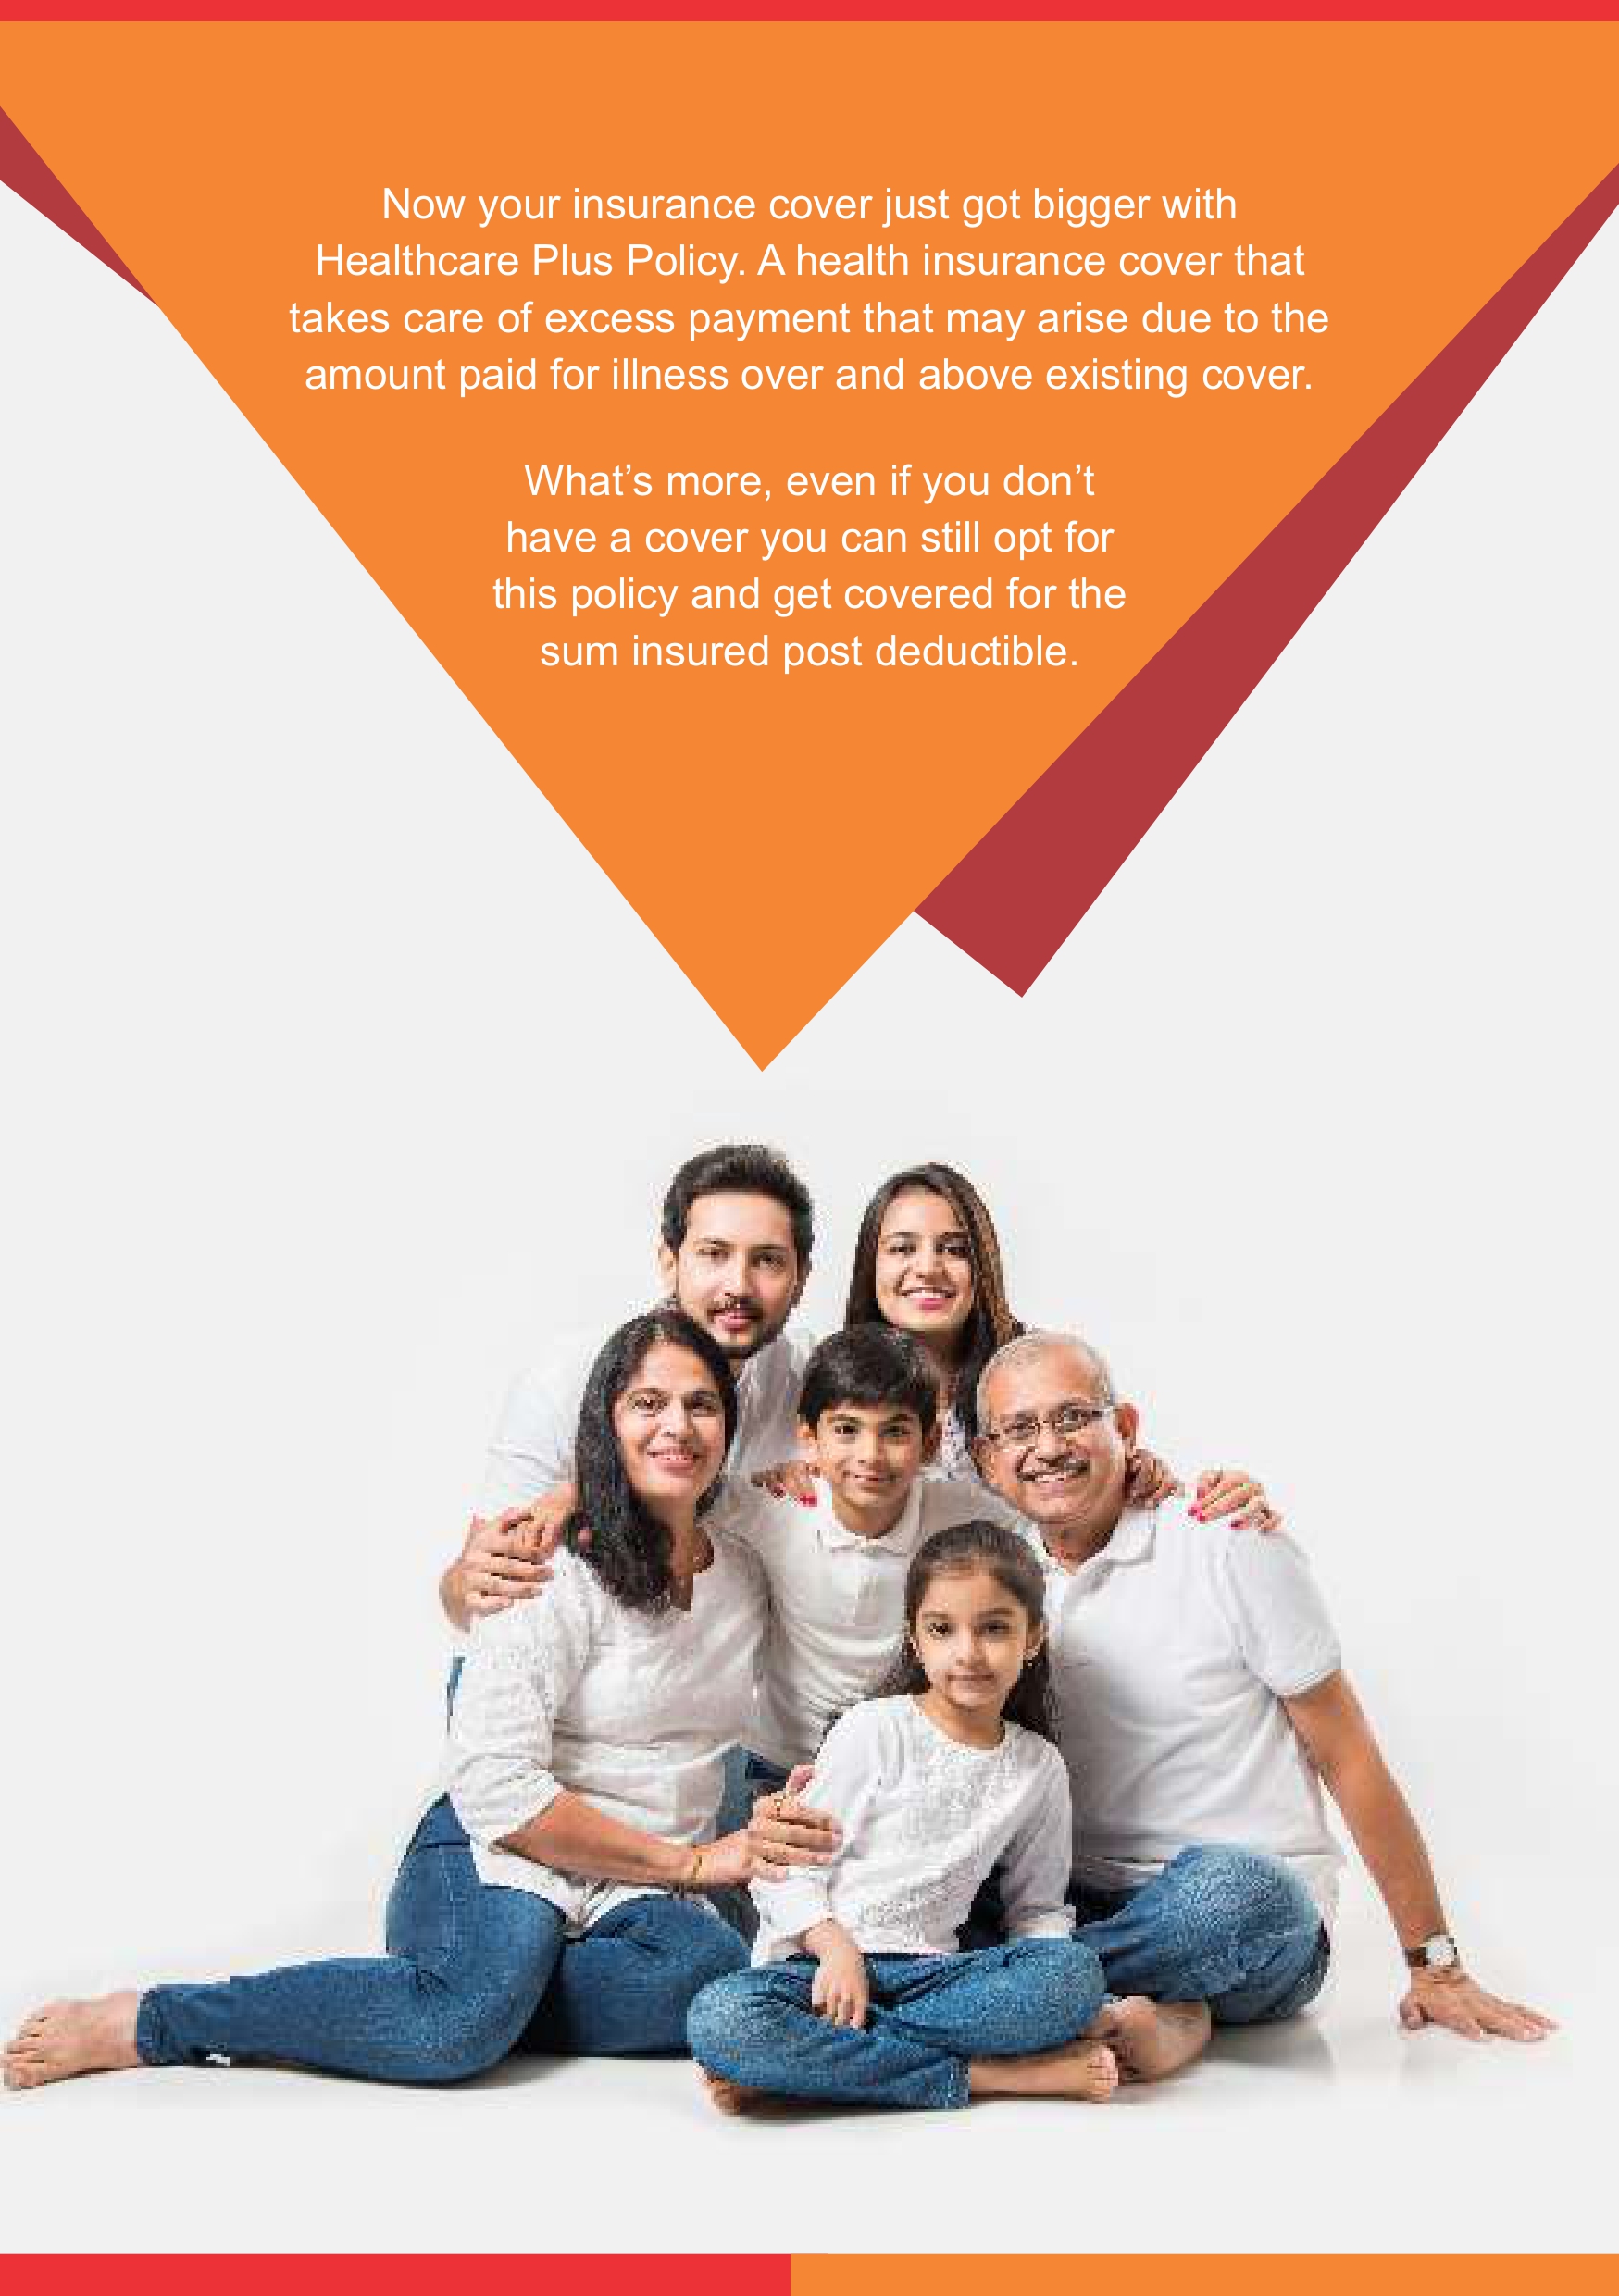 Now your insurance cover just got bigger with
Healthcare Plus Policy. A health insurance cover that
takes care of excess payment that may arise due to the
amount paid for illness over and above existing cover.
What’s more, even if you don’t
have a cover you can still opt for
this policy and get covered for the
sum insured post deductible.